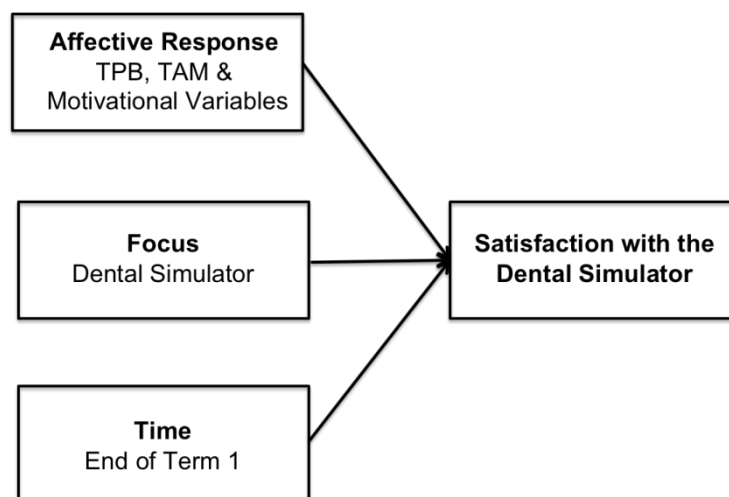 Affective Response
TPB, TAM &
Motivational Variables
Focus
Dental Simulator
Satisfaction with the
Dental Simulator
Time
End of Term 1